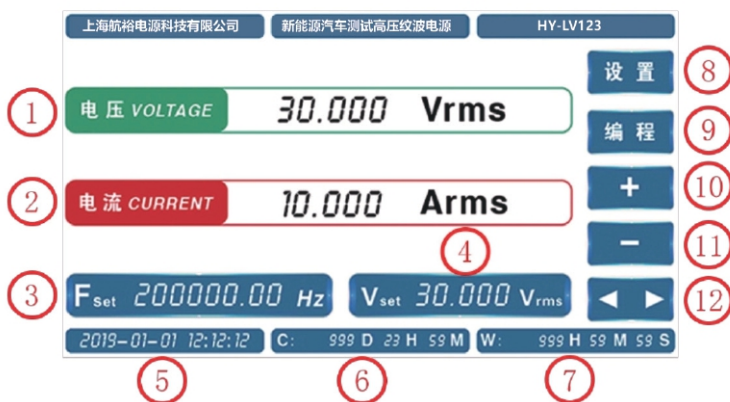 上海航裕电源科技有限公司 新能源汽车测试高压纹波电源 HY-LV123
设置 ⑧
① 电压 VOLTAGE 30.000 Vrms
编程 ⑨
+ ⑩
② 电流 CURRENT 10.000 Arms
④ − ⑪
③ Fset 200000.00 Hz Vset 30.000 Vrms ◀ ▶ ⑫
2019-01-01 12:12:12 C: 999 D 23 H 59 M W: 999 H 59 M 59 S
⑤ ⑥ ⑦